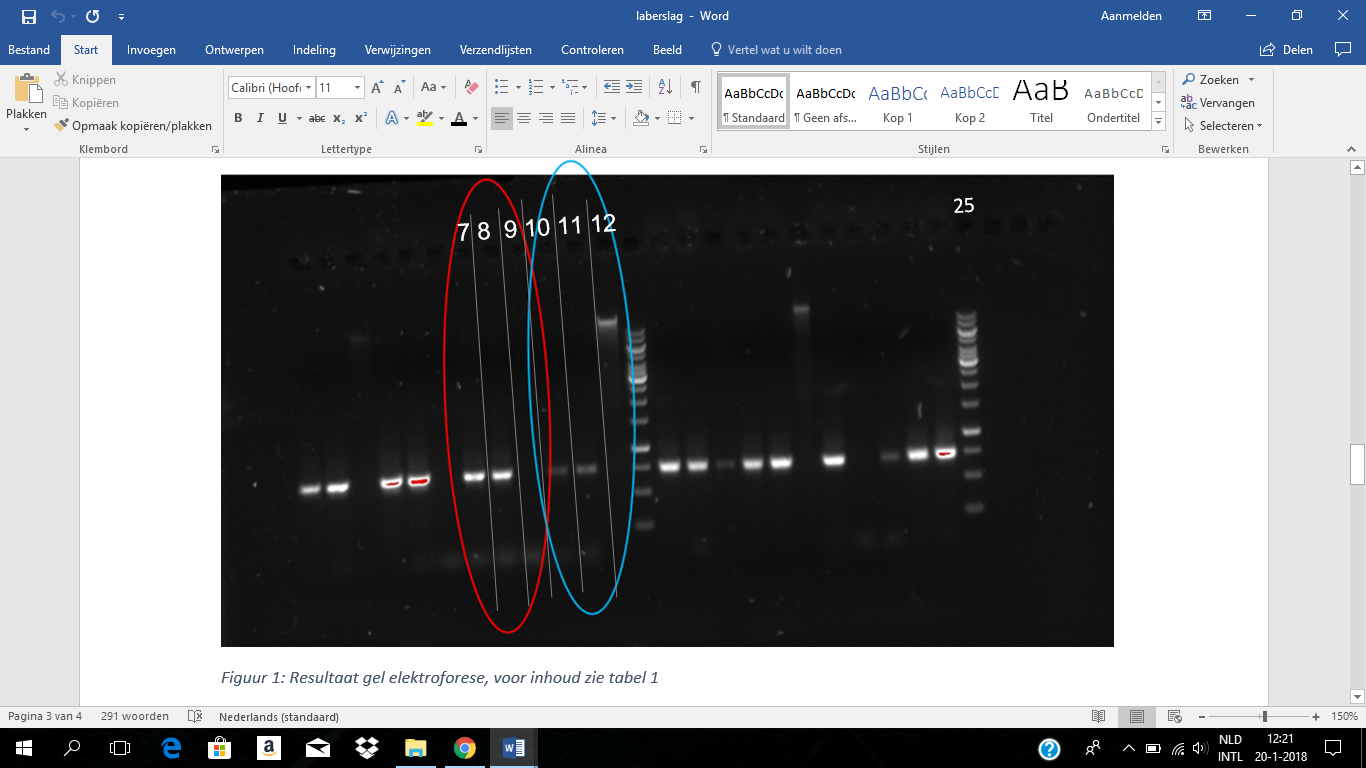 laberslag - Word
Aanmelden
Bestand Start Invoegen Ontwerpen Indeling Verwijzingen Verzendlijsten Controleren Beeld Vertel wat u wilt doen Delen
Plakken
Knippen
Kopiëren
Opmaak kopiëren/plakken
Klembord
Calibri (Hoof 11
B I U abc x₂ x²
Lettertype
Alinea
AaBbCcDc AaBbCcDc AaBbCc AaBbCcD AaB AaBbCcD
¶ Standaard ¶ Geen afs... Kop 1 Kop 2 Titel Ondertitel
Stijlen
Zoeken
Vervangen
Selecteren
Bewerken
7 8 9 10 11 12 25
Figuur 1: Resultaat gel elektroforese, voor inhoud zie tabel 1
Pagina 3 van 4 291 woorden Nederlands (standaard) 150%
NLD
INTL
12:21
20-1-2018